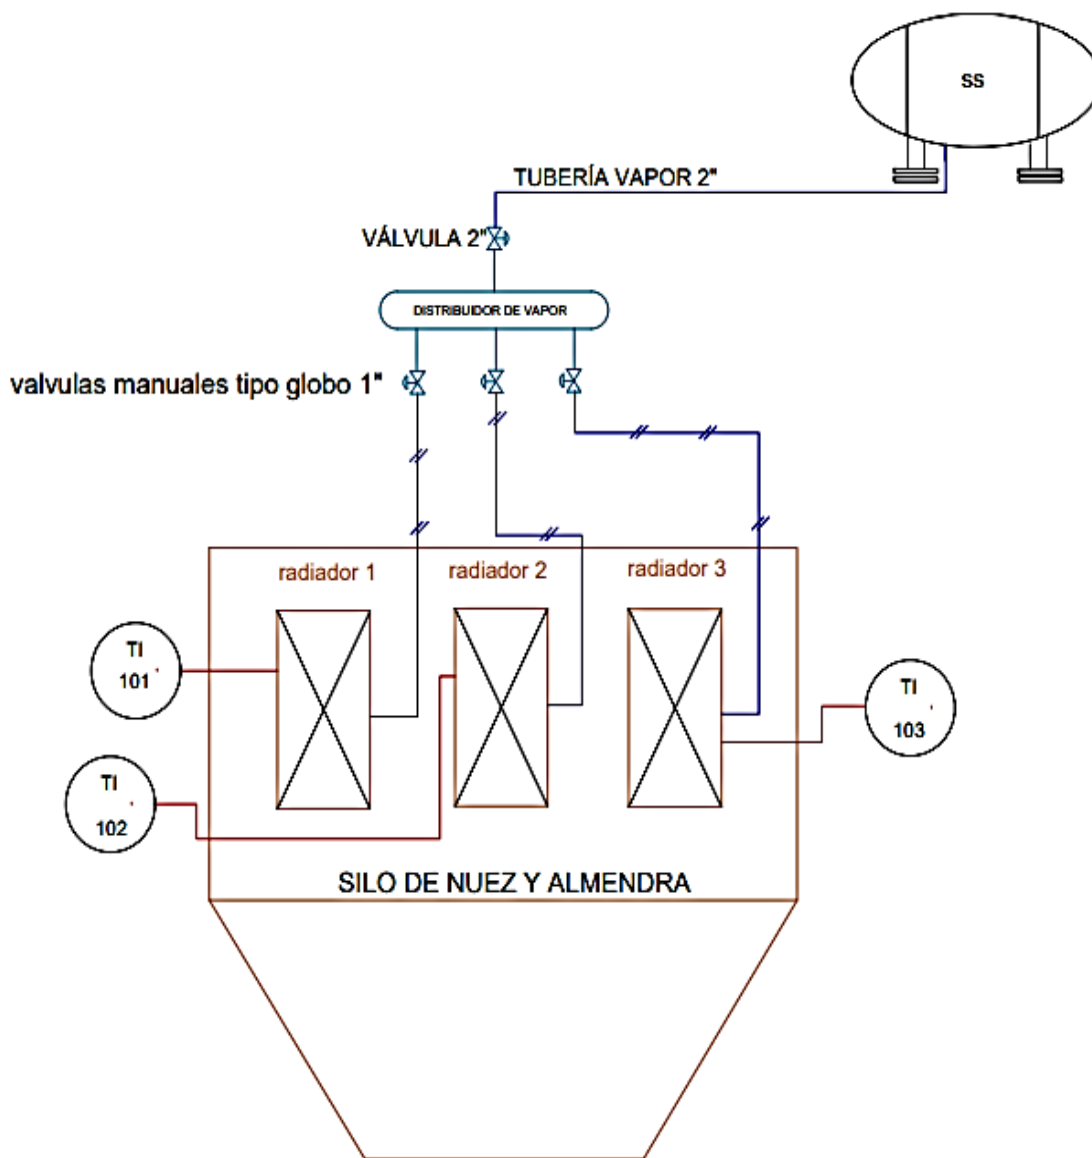 SS
TUBERÍA VAPOR 2"
VÁLVULA 2"
DISTRIBUIDOR DE VAPOR
valvulas manuales tipo globo 1"
radiador 1
radiador 2
radiador 3
TI
101
TI
103
TI
102
SILO DE NUEZ Y ALMENDRA